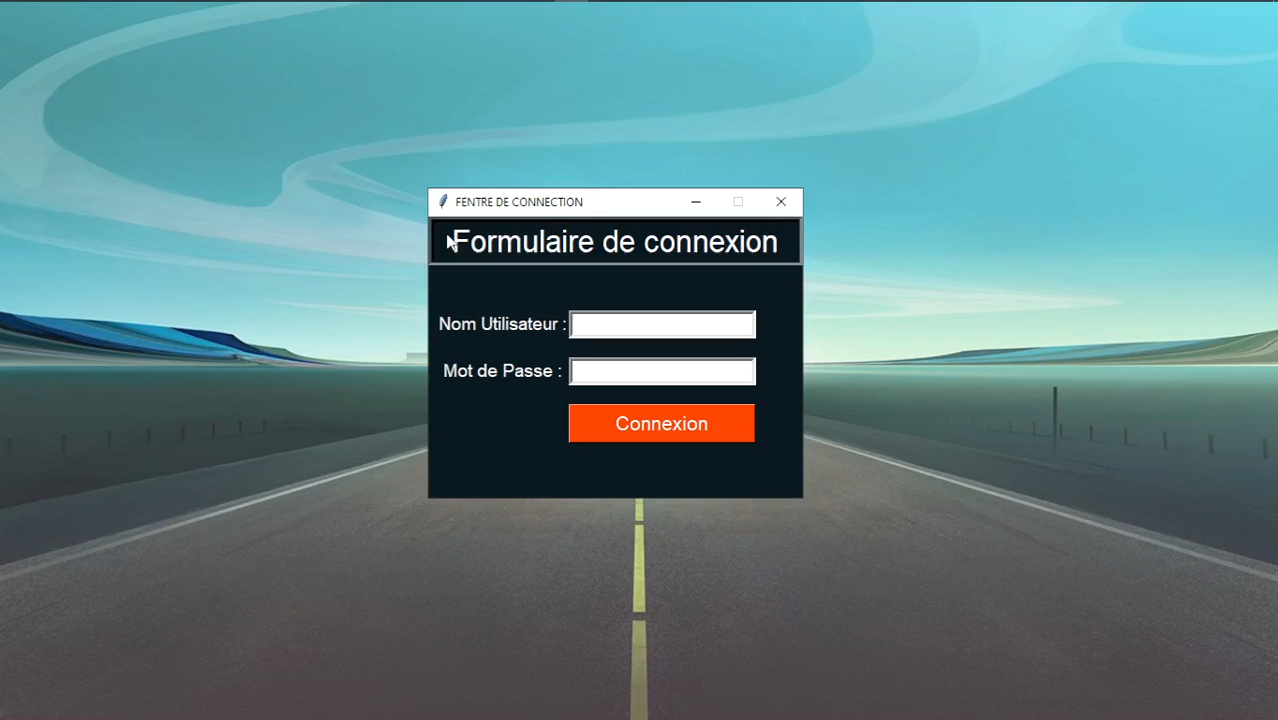 FENTRE DE CONNECTION
Formulaire de connexion
Nom Utilisateur :
Mot de Passe :
Connexion